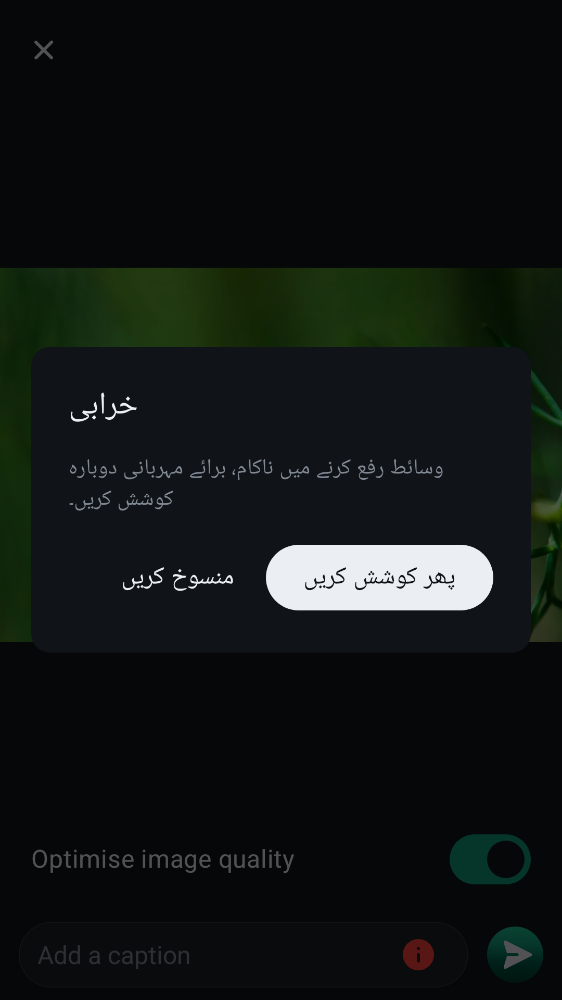 خرابی
وسائط رفع کرنے میں ناکام، برائے مہربانی دوبارہ
کوشش کریں۔
منسوخ کریں
پھر کوشش کریں
Optimise image quality
Add a caption